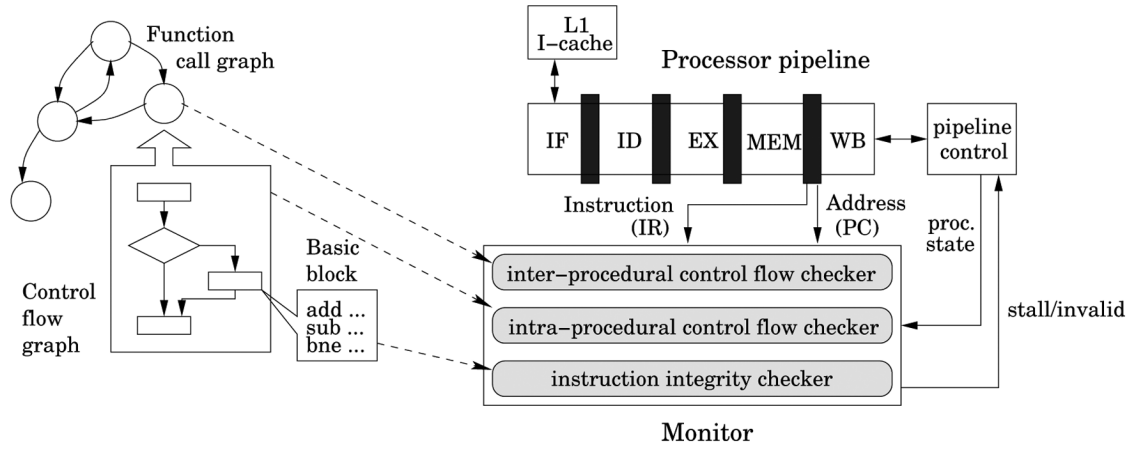 Function
call graph
L1
I−cache
Processor pipeline
IF
ID
EX
MEM
WB
pipeline
control
Instruction
(IR)
Address
(PC)
proc.
state
stall/invalid
Control
flow
graph
Basic
block
add ...
sub ...
bne ...
inter−procedural control flow checker
intra−procedural control flow checker
instruction integrity checker
Monitor